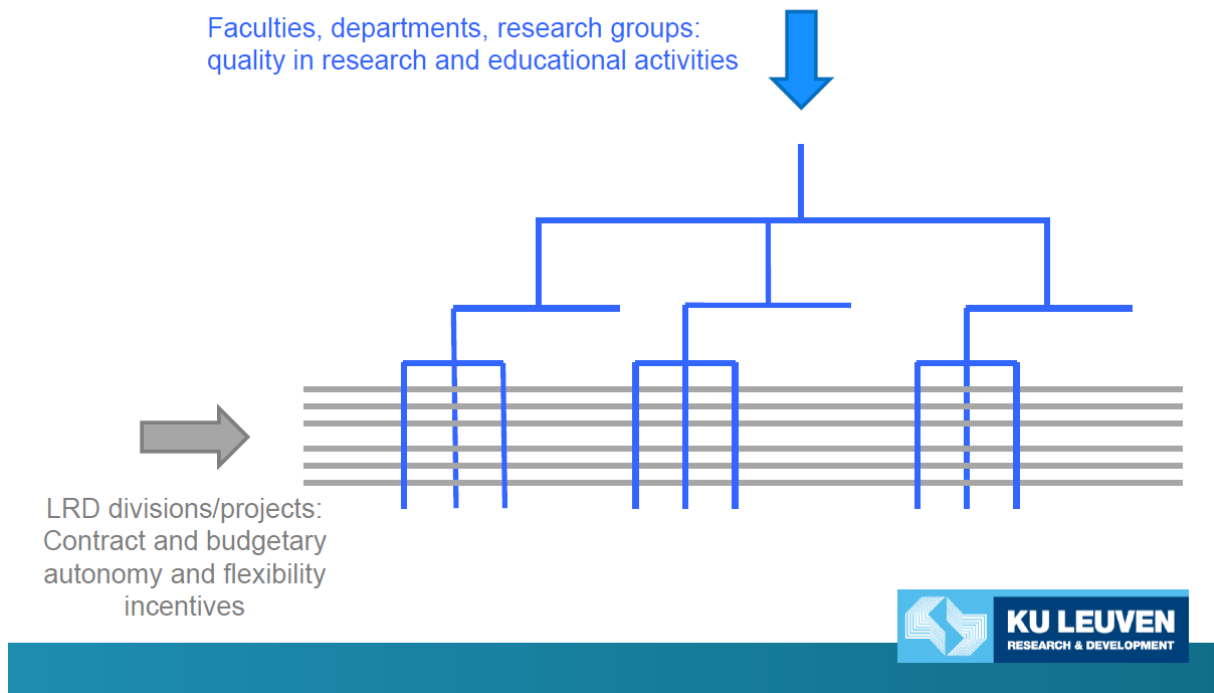 Faculties, departments, research groups:
quality in research and educational activities
LRD divisions/projects:
Contract and budgetary
autonomy and flexibility
incentives
KU LEUVEN
RESEARCH & DEVELOPMENT